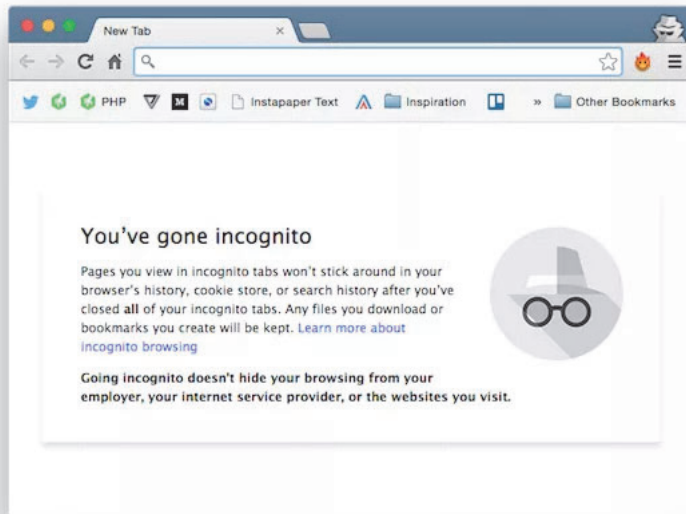 New Tab
PHP
M
Instapaper Text
Inspiration
»
Other Bookmarks
You've gone incognito
Pages you view in incognito tabs won't stick around in your
browser's history, cookie store, or search history after you've
closed all of your incognito tabs. Any files you download or
bookmarks you create will be kept. Learn more about
incognito browsing
Going incognito doesn't hide your browsing from your
employer, your internet service provider, or the websites you visit.